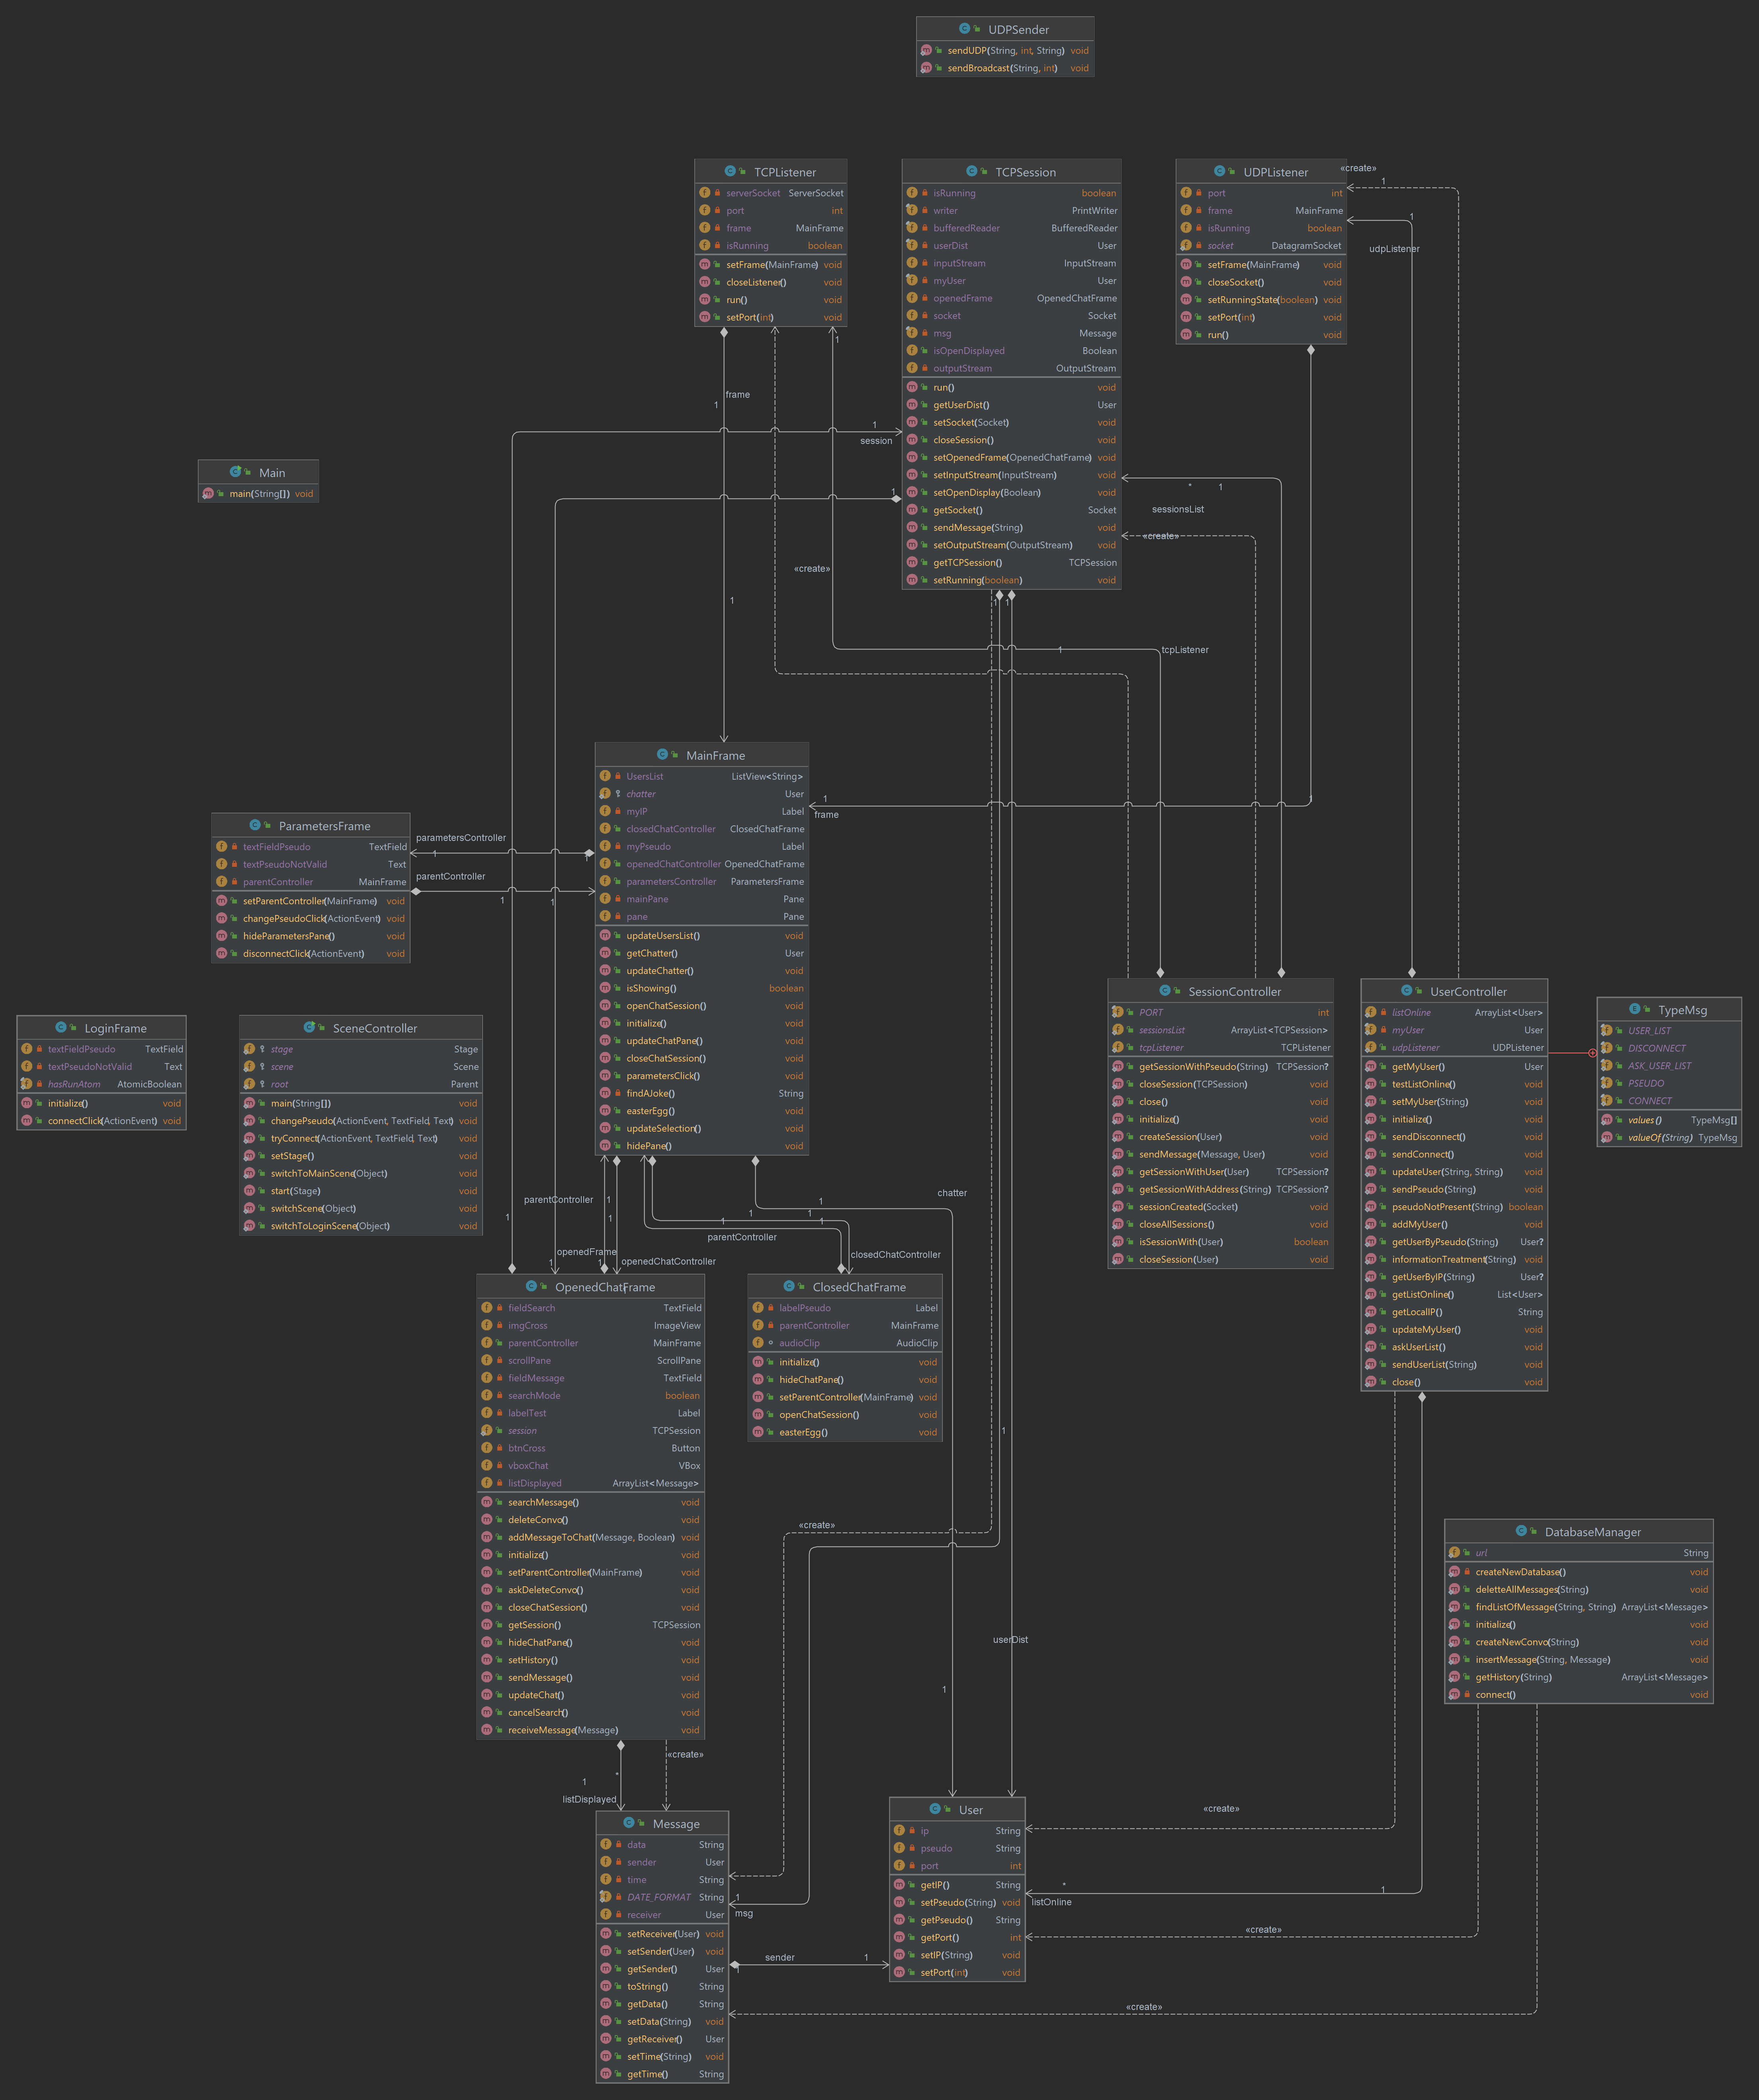 UDPSender
sendUDP(String, int, String) void
sendBroadcast(String, int) void
TCPListener
serverSocket ServerSocket
port int
frame MainFrame
isRunning boolean
setFrame(MainFrame) void
closeListener() void
run() void
setPort(int) void
TCPSession
isRunning boolean
writer PrintWriter
bufferedReader BufferedReader
userDist User
inputStream InputStream
myUser User
openedFrame OpenedChatFrame
socket Socket
msg Message
isOpenDisplayed Boolean
outputStream OutputStream
run() void
getUserDist() User
setSocket(Socket) void
closeSession() void
setOpenedFrame(OpenedChatFrame) void
setInputStream(InputStream) void
setOpenDisplay(Boolean) void
getSocket() Socket
sendMessage(String) void
setOutputStream(OutputStream) void
getTCPSession() TCPSession
setRunning(boolean) void
UDPListener
port int
frame MainFrame
isRunning boolean
socket DatagramSocket
setFrame(MainFrame) void
closeSocket() void
setRunningState(boolean) void
setPort(int) void
run() void
«create»
1
1
udpListener
1
frame
1
1
session
1
Main
main(String[]) void
* 1
sessionsList
«create»
«create»
1
1 1
1
tcpListener
MainFrame
UsersList ListView<String>
chatter User
myIP Label
closedChatController ClosedChatFrame
myPseudo Label
openedChatController OpenedChatFrame
parametersController ParametersFrame
mainPane Pane
pane Pane
updateUsersList() void
getChatter() User
updateChatter() void
isShowing() boolean
openChatSession() void
initialize() void
updateChatPane() void
closeChatSession() void
parametersClick() void
findAJoke() String
easterEgg() void
updateSelection() void
hidePane() void
1
frame
1
ParametersFrame
textFieldPseudo TextField
textPseudoNotValid Text
parentController MainFrame
setParentController(MainFrame) void
changePseudoClick(ActionEvent) void
hideParametersPane() void
disconnectClick(ActionEvent) void
parametersController
1 1
parentController
1
1
LoginFrame
textFieldPseudo TextField
textPseudoNotValid Text
hasRunAtom AtomicBoolean
initialize() void
connectClick(ActionEvent) void
SceneController
stage Stage
scene Scene
root Parent
main(String[]) void
changePseudo(ActionEvent, TextField, Text) void
tryConnect(ActionEvent, TextField, Text) void
setStage() void
switchToMainScene(Object) void
start(Stage) void
switchScene(Object) void
switchToLoginScene(Object) void
SessionController
PORT int
sessionsList ArrayList<TCPSession>
tcpListener TCPListener
getSessionWithPseudo(String) TCPSession?
closeSession(TCPSession) void
close() void
initialize() void
createSession(User) void
sendMessage(Message, User) void
getSessionWithUser(User) TCPSession?
getSessionWithAddress(String) TCPSession?
sessionCreated(Socket) void
closeAllSessions() void
isSessionWith(User) boolean
closeSession(User) void
UserController
listOnline ArrayList<User>
myUser User
udpListener UDPListener
getMyUser() User
testListOnline() void
setMyUser(String) void
initialize() void
sendDisconnect() void
sendConnect() void
updateUser(String, String) void
sendPseudo(String) void
pseudoNotPresent(String) boolean
addMyUser() void
getUserByPseudo(String) User?
informationTreatment(String) void
getUserByIP(String) User?
getListOnline() List<User>
getLocalIP() String
updateMyUser() void
askUserList() void
sendUserList(String) void
close() void
TypeMsg
USER_LIST
DISCONNECT
ASK_USER_LIST
PSEUDO
CONNECT
values() TypeMsg[]
valueOf(String) TypeMsg
parentController
1
1
1
1
openedFrame
1
1
openedChatController
1 1
1 1
parentController
closedChatController
1
chatter
OpenedChatFrame
fieldSearch TextField
imgCross ImageView
parentController MainFrame
scrollPane ScrollPane
fieldMessage TextField
searchMode boolean
labelTest Label
session TCPSession
btnCross Button
vboxChat VBox
listDisplayed ArrayList<Message>
searchMessage() void
deleteConvo() void
addMessageToChat(Message, Boolean) void
initialize() void
setParentController(MainFrame) void
askDeleteConvo() void
closeChatSession() void
getSession() TCPSession
hideChatPane() void
setHistory() void
sendMessage() void
updateChat() void
cancelSearch() void
receiveMessage(Message) void
ClosedChatFrame
labelPseudo Label
parentController MainFrame
audioClip AudioClip
initialize() void
hideChatPane() void
setParentController(MainFrame) void
openChatSession() void
easterEgg() void
1
«create»
userDist
1
DatabaseManager
url String
createNewDatabase() void
deletteAllMessages(String) void
findListOfMessage(String, String) ArrayList<Message>
initialize() void
createNewConvo(String) void
insertMessage(String, Message) void
getHistory(String) ArrayList<Message>
connect() void
«create»
*
1
listDisplayed
Message
data String
sender User
time String
DATE_FORMAT String
receiver User
setReceiver(User) void
setSender(User) void
getSender() User
toString() String
getData() String
setData(String) void
getReceiver() User
setTime(String) void
getTime() String
1
msg
sender
1
1
User
ip String
pseudo String
port int
getIP() String
setPseudo(String) void
getPseudo() String
getPort() int
setIP(String) void
setPort(int) void
«create»
*
1
listOnline
«create»
«create»